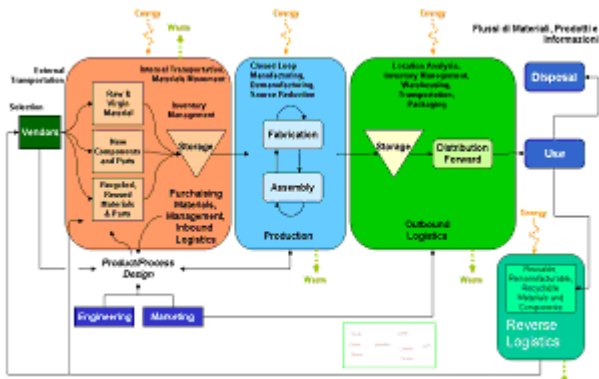 Energy
Energy
Energy
Flussi di Materiali, Prodotti e
Informazioni
Waste
External
Transportation
Internal Transportation,
Materials Movement
Closed Loop
Manufacturing,
Demanufacturing,
Source Reduction
Location Analysis,
Inventory Management,
Warehousing,
Transportation,
Packaging
Disposal
Selection
Raw &
Virgin
Material
Inventory
Management
Vendors
New
Components
and Parts
Storage
Fabrication
Storage
Distribution
Forward
Use
Recycled,
Reused
Materials
& Parts
Assembly
Purchasing
Materials,
Management,
Inbound
Logistics
Production
Outbound
Logistics
Energy
Product/Process
Design
Waste
Waste
Reusable,
Remanufacturable,
Recyclable
Materials and
Components
Engineering
Marketing
Reverse
Logistics